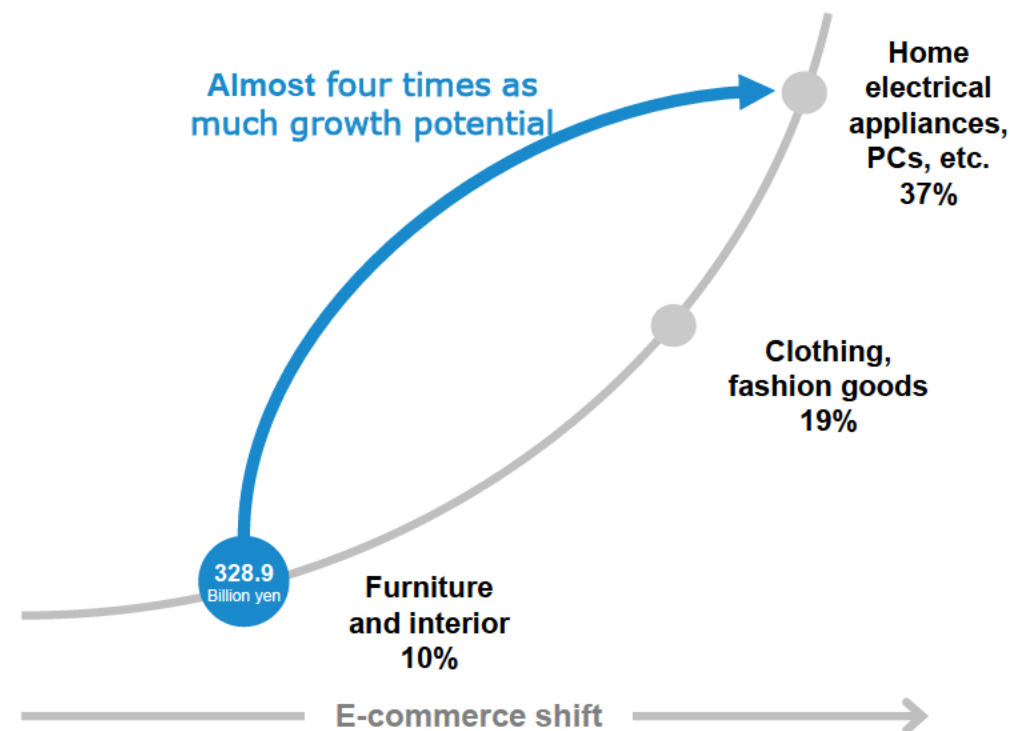 Almost four times as
much growth potential
Home
electrical
appliances,
PCs, etc.
37%
Clothing,
fashion goods
19%
328.9
Billion yen
Furniture
and interior
10%
E-commerce shift